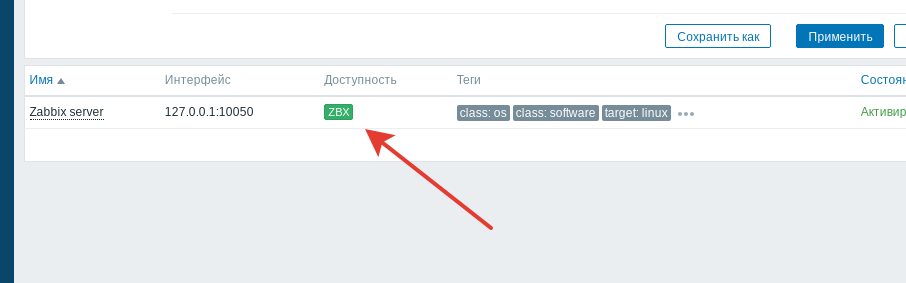 Сохранить как Применить
Имя Интерфейс Доступность Теги Состоян
Zabbix server 127.0.0.1:10050 ZBX class: os class: software target: linux Активир